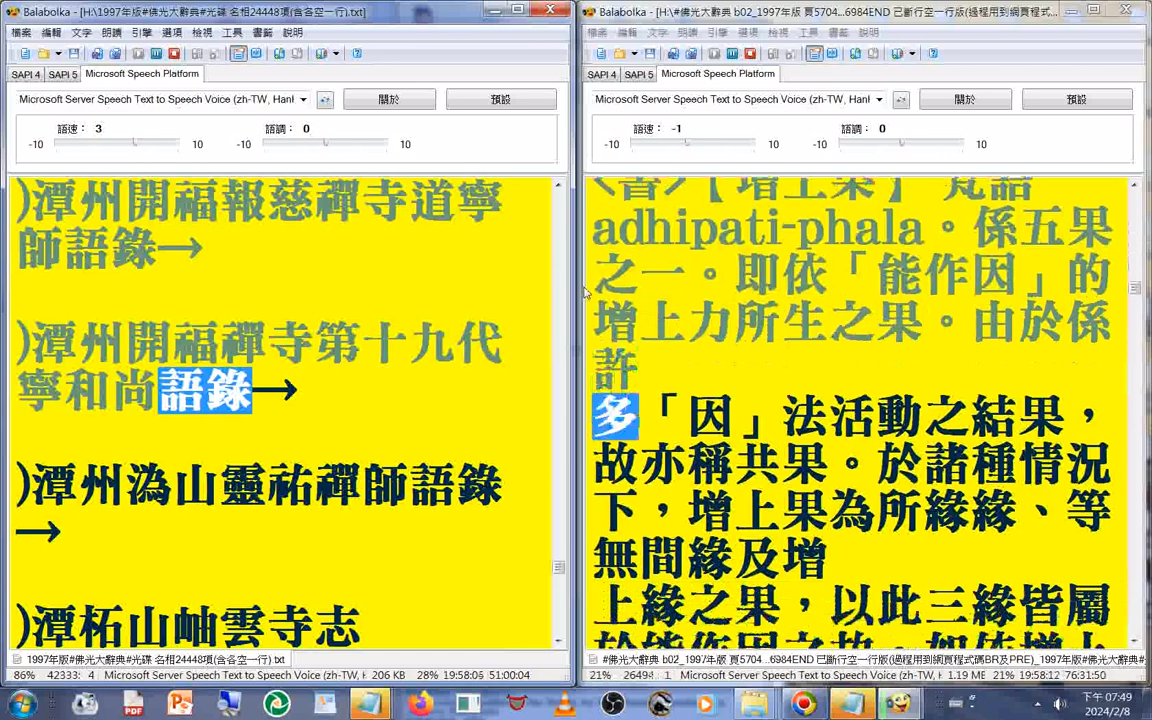 Balabolka - [H:\1997年版#佛光大辭典#光碟 名相24448項(含各空一行).txt]
檔案 編輯 文字 朗讀 引擎 選項 檢視 工具 書籤 說明
SAPI 4 SAPI 5 Microsoft Speech Platform
Microsoft Server Speech Text to Speech Voice (zh-TW, Hanl
關於 預設
語速： 3 語調： 0
-10 10 -10 10
)潭州開福報慈禪寺道寧
師語錄→
)潭州開福禪寺第十九代
寧和尚語錄→
)潭州溈山靈祐禪師語錄
→
)潭柘山岫雲寺志
1997年版#佛光大辭典#光碟 名相24448項(含各空一行).txt
86% 42333: 4 Microsoft Server Speech Text to Speech Voice (zh-TW, H 206 KB 28% 19:58:06 51:00:04
Balabolka - [H:\#佛光大辭典 b02_1997年版 頁5704...6984END 已斷行空一行版(過程用到網頁程式...
檔案 編輯 文字 朗讀 引擎 選項 檢視 工具 書籤 說明
SAPI 4 SAPI 5 Microsoft Speech Platform
Microsoft Server Speech Text to Speech Voice (zh-TW, Hanl
關於 預設
語速： -1 語調： 0
-10 10 -10 10
<書>【增上果】 梵語
adhipati-phala。係五果
之一。即依「能作因」的
增上力所生之果。由於係
許
多「因」法活動之結果，
故亦稱共果。於諸種情況
下，增上果為所緣緣、等
無間緣及增
上緣之果，以此三緣皆屬
#佛光大辭典 b02_1997年版 頁5704...6984END 已斷行空一行版(過程用到網頁程式碼BR及PRE)_1997年版#佛光大辭典#
21% 26494: 1 Microsoft Server Speech Text to Speech Voice (zh-TW, H 1.19 ME 21% 19:58:12 76:31:50
下午 07:49
2024/2/8